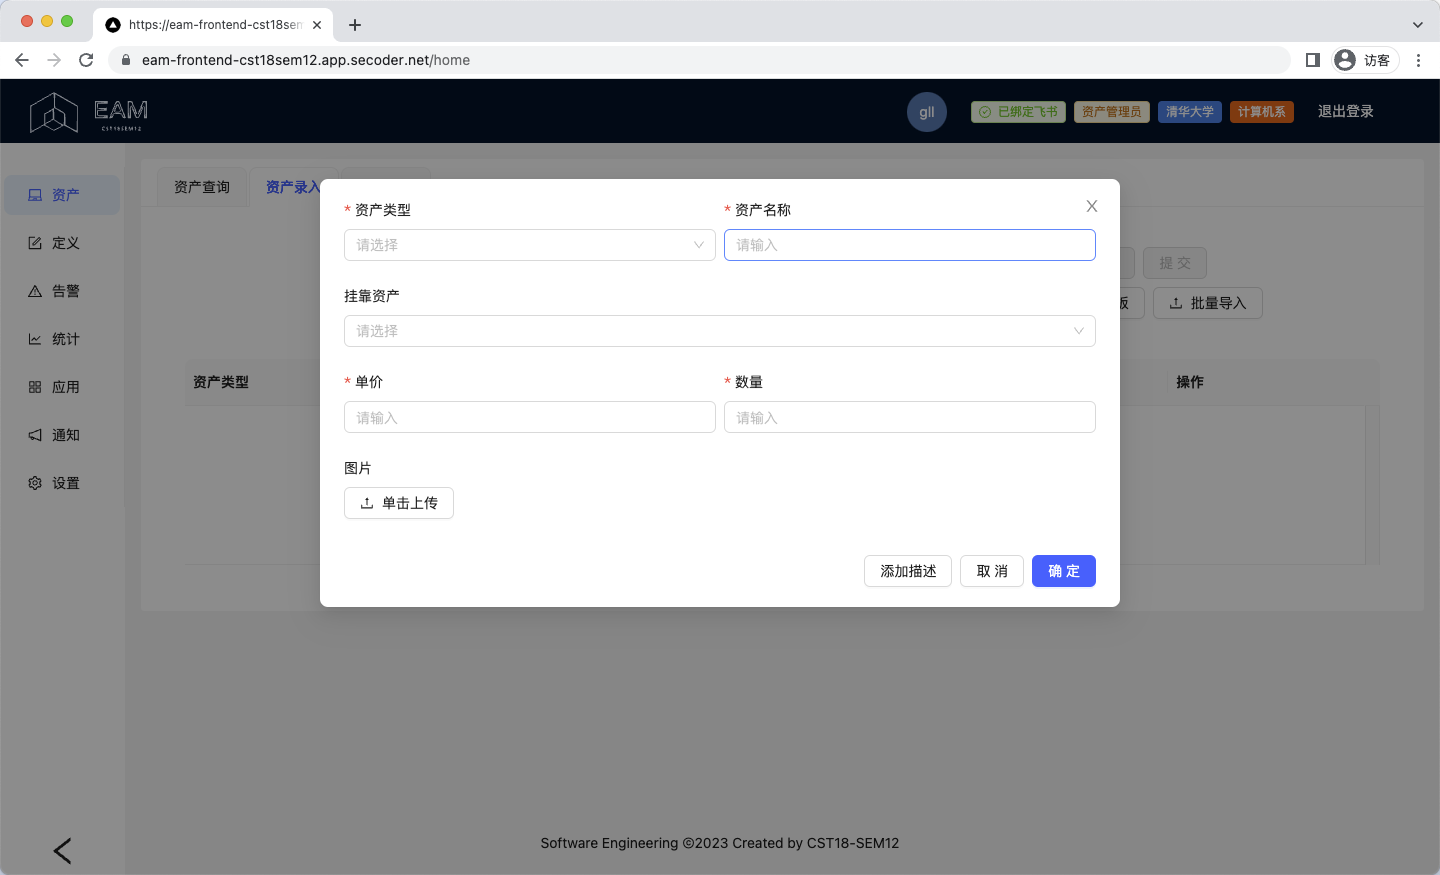 https://eam-frontend-cst18sem
eam-frontend-cst18sem12.app.secoder.net/home
访客
EAM
CST18SEM12
gll
已绑定飞书
资产管理员
清华大学
计算机系
退出登录
资产
定义
告警
统计
应用
通知
设置
资产查询
资产录入
提 交
版
批量导入
资产类型
操作
* 资产类型
请选择
* 资产名称
请输入
挂靠资产
请选择
* 单价
请输入
* 数量
请输入
图片
单击上传
添加描述
取 消
确 定
Software Engineering ©2023 Created by CST18-SEM12